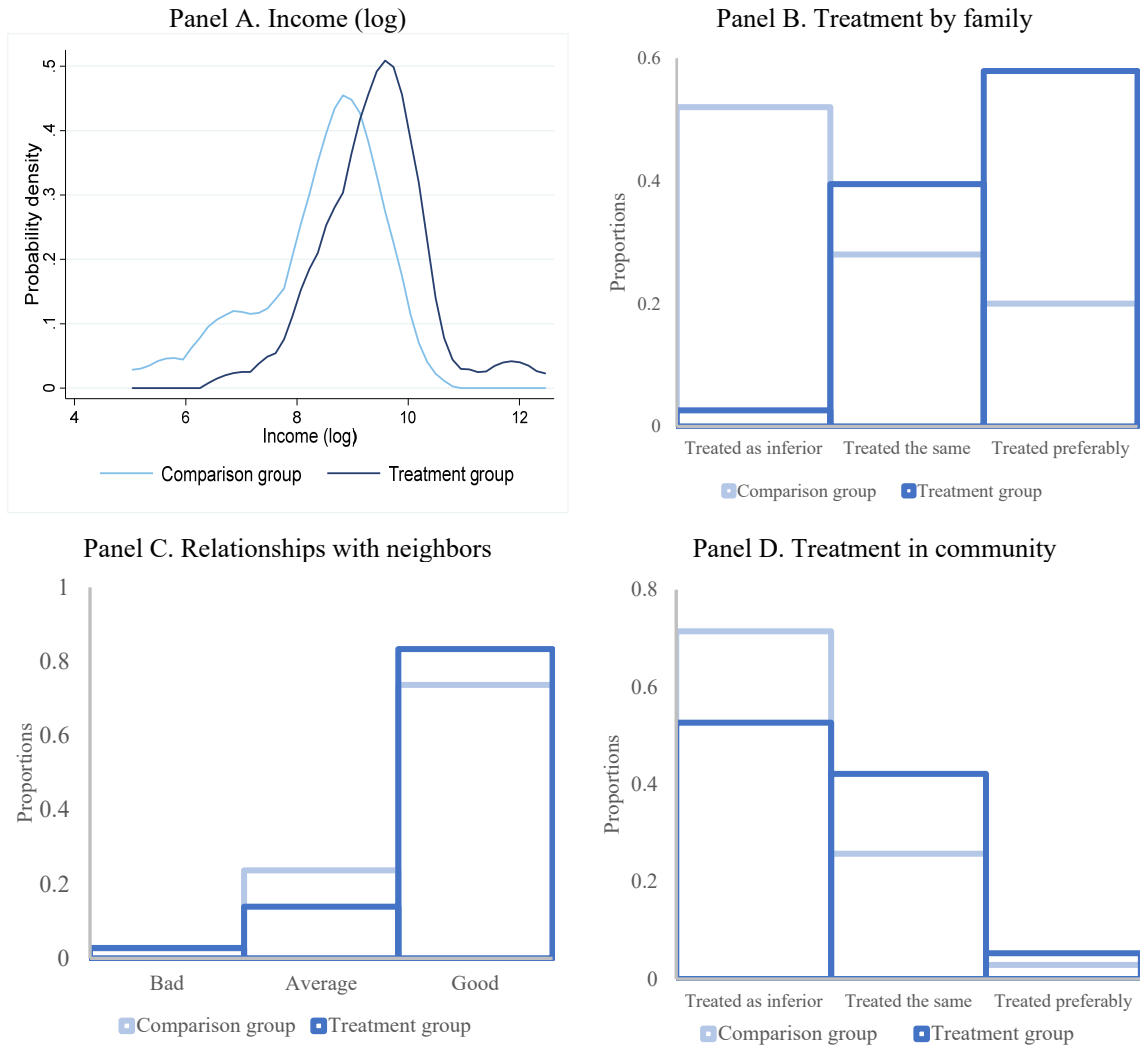 Panel A. Income (log)
Probability density
.5
.4
.3
.2
.1
0
4 6 8 10 12
Income (log)
Comparison group Treatment group
Panel B. Treatment by family
Proportions
0.6
0.4
0.2
0
Treated as inferior Treated the same Treated preferably
Comparison group Treatment group
Panel C. Relationships with neighbors
Proportions
1
0.8
0.6
0.4
0.2
0
Bad Average Good
Comparison group Treatment group
Panel D. Treatment in community
Proportions
0.8
0.6
0.4
0.2
0
Treated as inferior Treated the same Treated preferably
Comparison group Treatment group